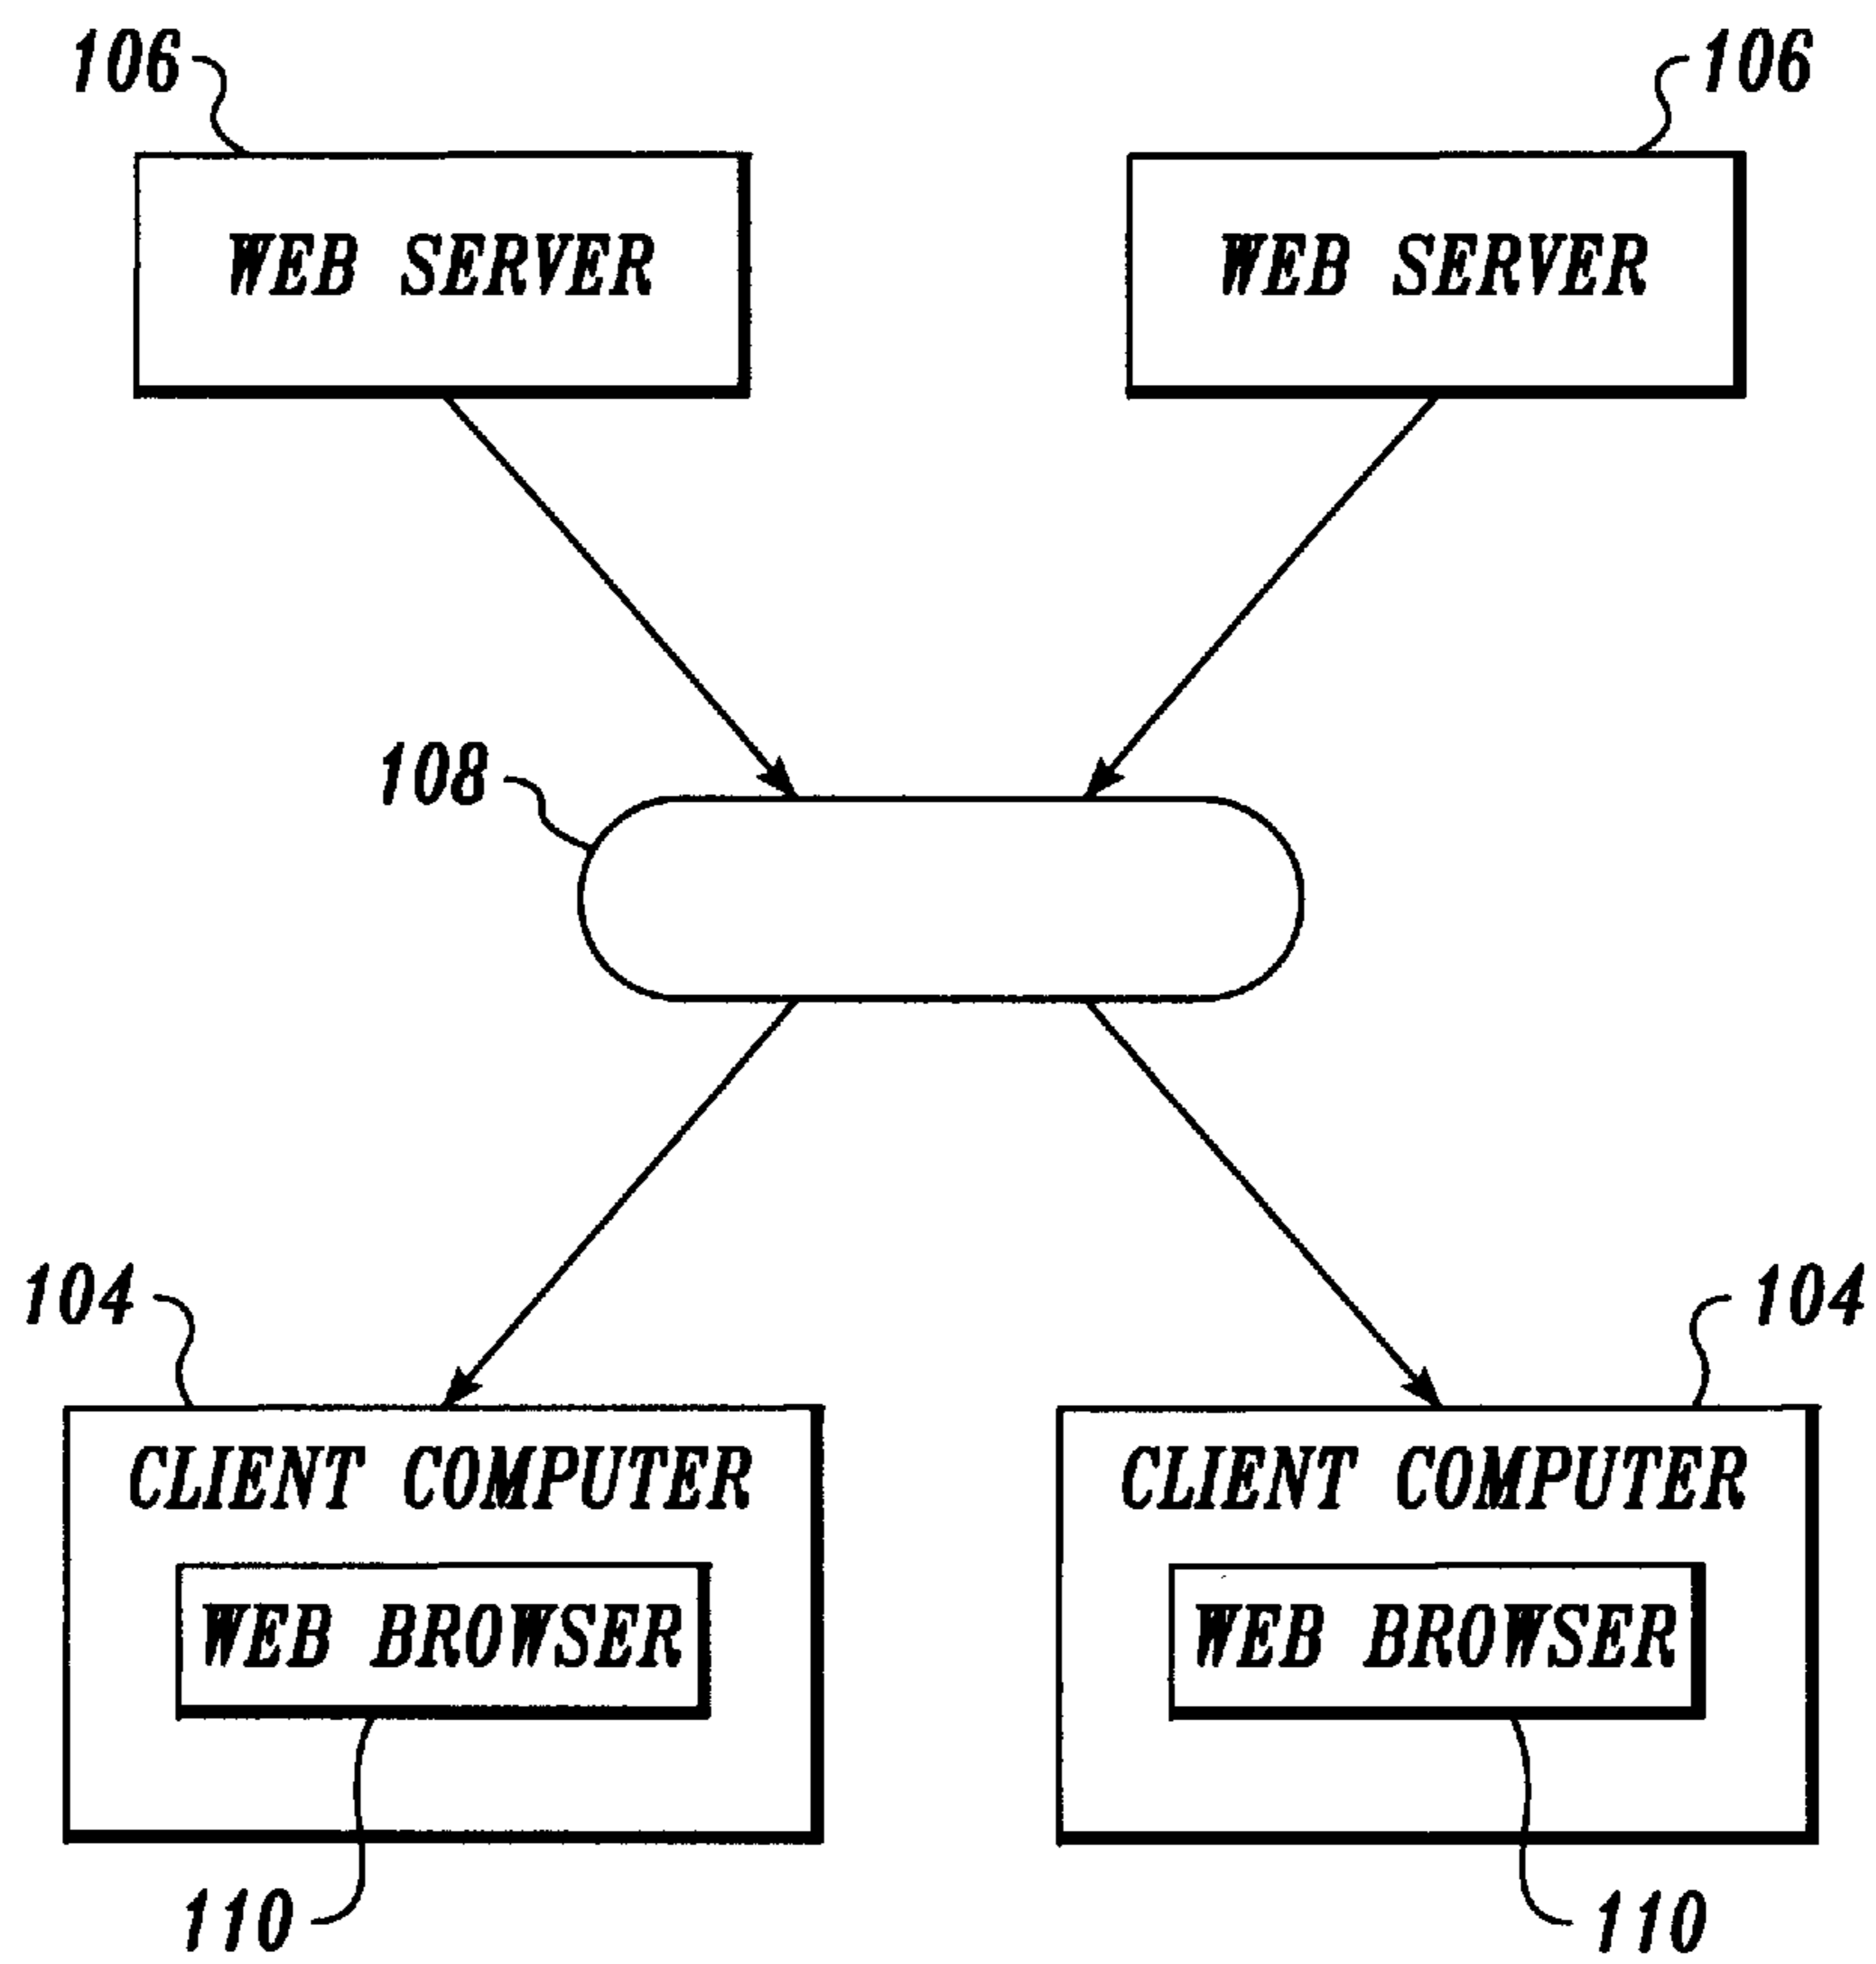 106
106
WEB SERVER
WEB SERVER
108
104
104
CLIENT COMPUTER
CLIENT COMPUTER
WEB BROWSER
WEB BROWSER
110
110